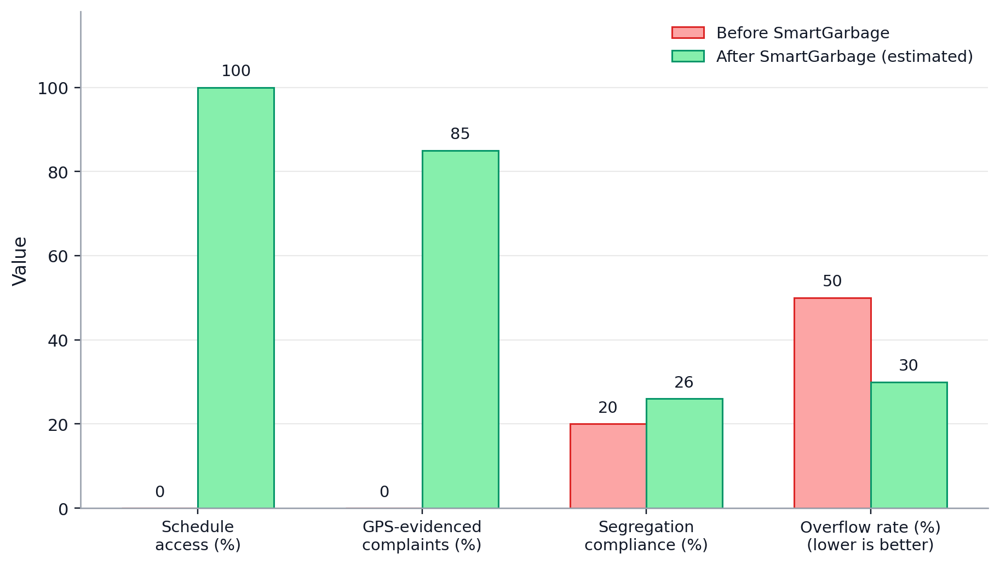 Before SmartGarbage
After SmartGarbage (estimated)
Value
100
80
60
40
20
0
0
100
0
85
20
26
50
30
Schedule
access (%)
GPS-evidenced
complaints (%)
Segregation
compliance (%)
Overflow rate (%)
(lower is better)